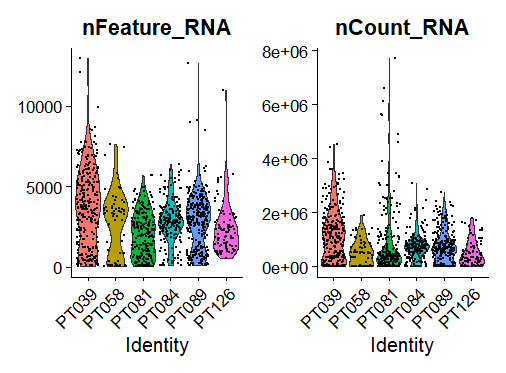 nFeature_RNA
10000
5000
0
PT039
PT058
PT081
PT084
PT089
PT126
Identity
nCount_RNA
8e+06
6e+06
4e+06
2e+06
0e+00
PT039
PT058
PT081
PT084
PT089
PT126
Identity